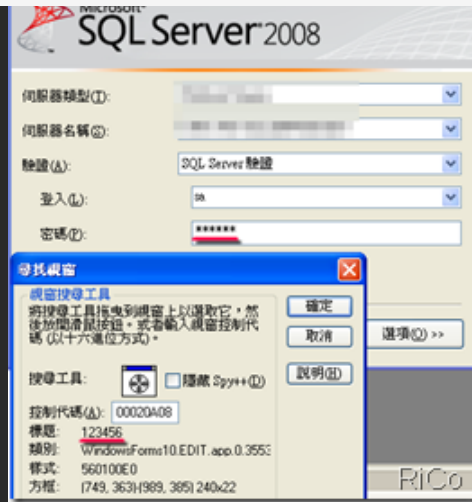 Microsoft
SQL Server 2008
伺服器類型(T):
伺服器名稱(S):
驗證(A):
SQL Server 驗證
登入(L):
sa
密碼(P):
******
尋找視窗
視窗搜尋工具
將搜尋工具拖曳到視窗上以選取它，然
後放開滑鼠按鈕。或者輸入視窗控制代
碼 (以十六進位方式)。
確定
取消
說明(H)
選項(O) >>
搜尋工具:
隱藏 Spy++(D)
控制代碼(A):
00020A08
標題:
123456
類別:
WindowsForms10.EDIT.app.0.3553
樣式:
560100E0
方框:
(749, 363)-(989, 385) 240x22
RiCo